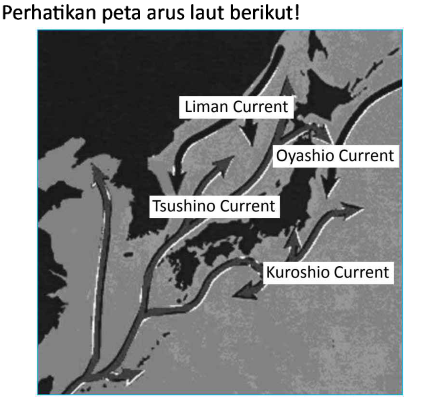 Perhatikan peta arus laut berikut!
Liman Current
Oyashio Current
Tsushino Current
Kuroshio Current